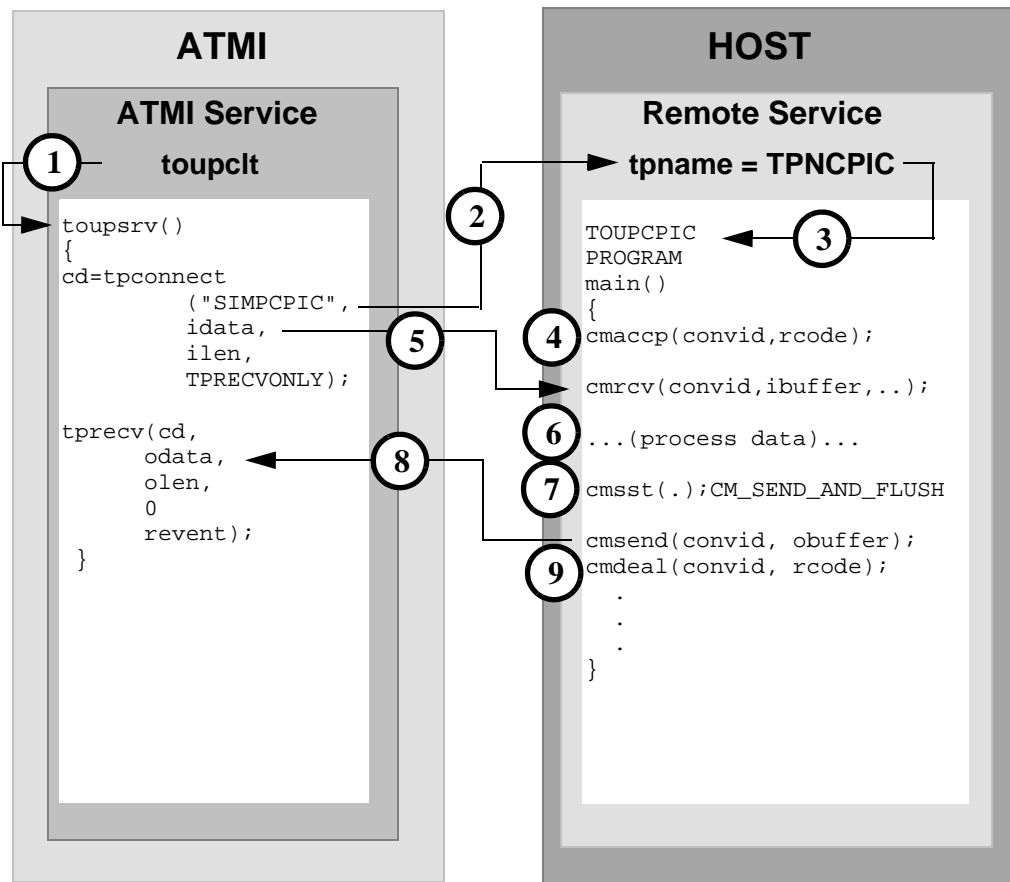 ATMI
ATMI Service
1
toupclt
toupsrv()
{
cd=tpconnect
("SIMPCPIC",
idata,
ilen,
TPRECVONLY);
tprecv(cd,
odata,
olen,
0
revent);
}
2
5
8
HOST
Remote Service
tpname = TPNCPIC
3
TOUPCPIC
PROGRAM
main()
{
4
cmaccp(convid,rcode);
cmrcv(convid,ibuffer,..);
6
...(process data)...
7
cmsst(.);CM_SEND_AND_FLUSH
cmsend(convid, obuffer);
9
cmdeal(convid, rcode);
.
.
.
}